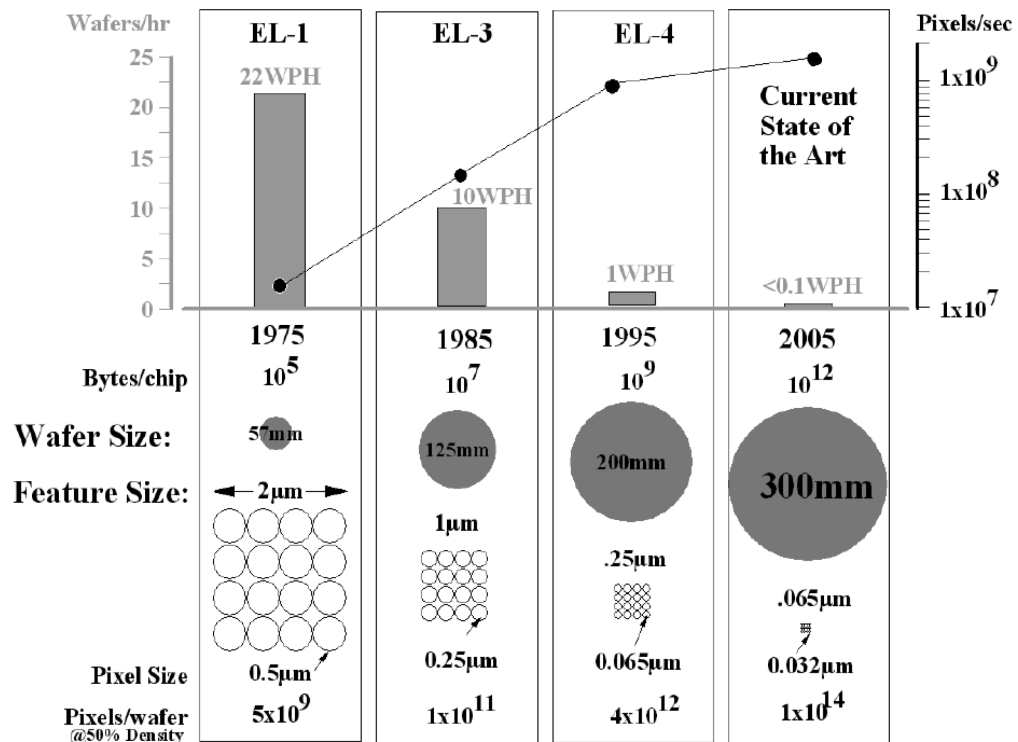 Wafers/hr EL-1 EL-3 EL-4 Pixels/sec
25
20
15
10
5
0
22WPH
10WPH
1WPH
<0.1WPH
Current
State of
the Art
1x10^9
1x10^8
1x10^7
1975 1985 1995 2005
Bytes/chip 10^5 10^7 10^9 10^12
Wafer Size: 57mm 125mm 200mm 300mm
Feature Size: 2µm 1µm .25µm .065µm
Pixel Size 0.5µm 0.25µm 0.065µm 0.032µm
Pixels/wafer 5x10^9 1x10^11 4x10^12 1x10^14
@50% Density